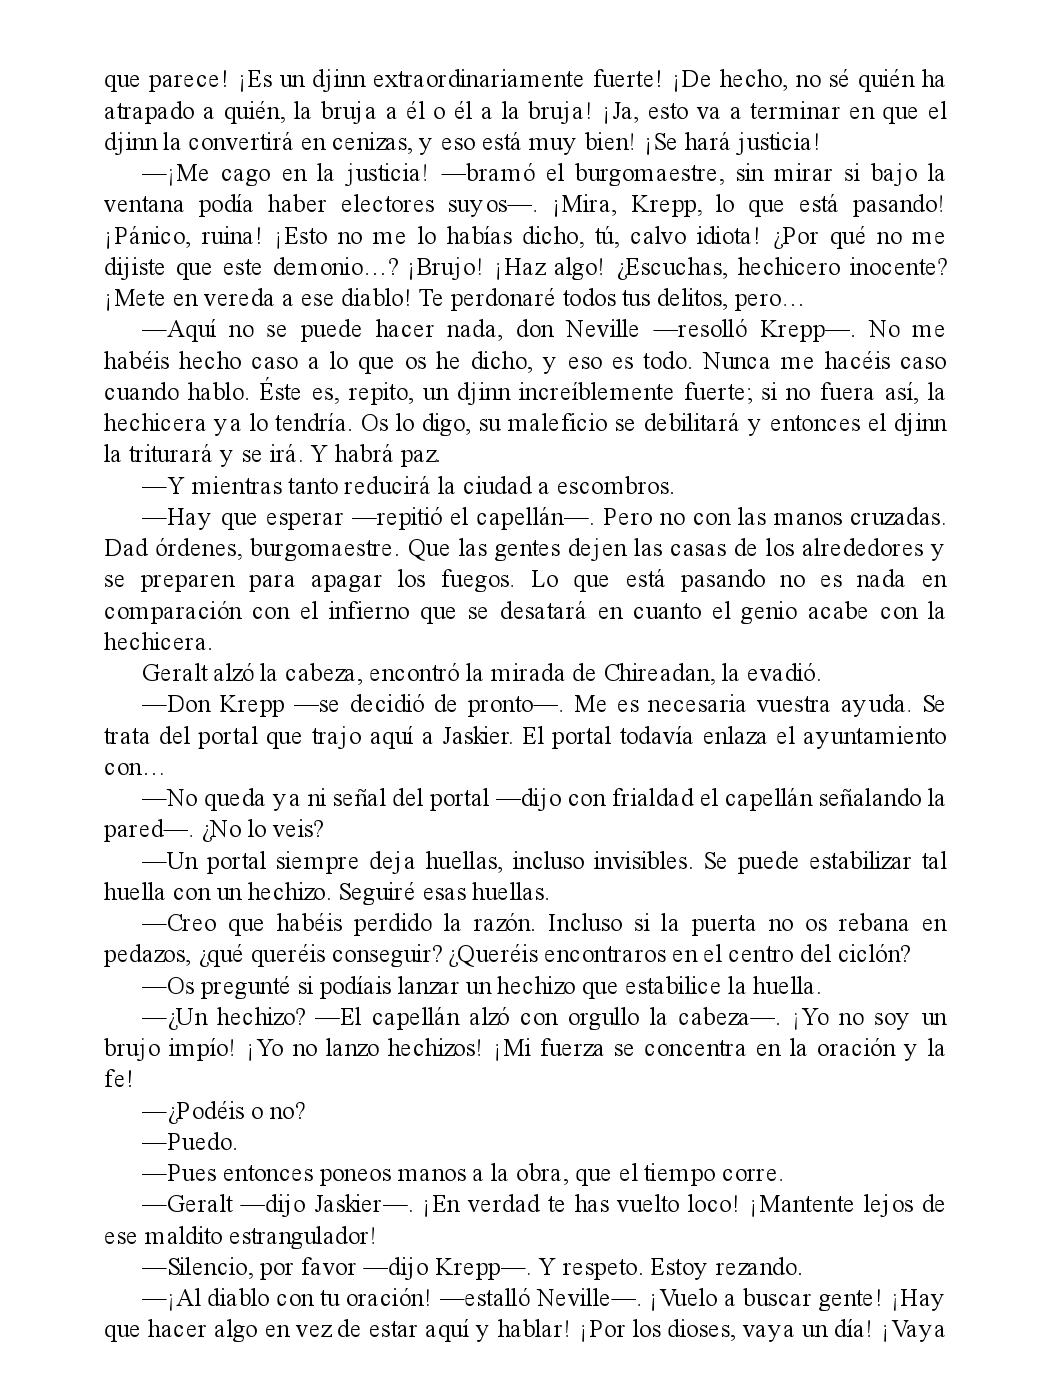 que parece! ¡Es un djinn extraordinariamente fuerte! ¡De hecho, no sé quién ha
atrapado a quién, la bruja a él o él a la bruja! ¡Ja, esto va a terminar en que el
djinn la convertirá en cenizas, y eso está muy bien! ¡Se hará justicia!
—¡Me cago en la justicia! —bramó el burgomaestre, sin mirar si bajo la
ventana podía haber electores suyos—. ¡Mira, Krepp, lo que está pasando!
¡Pánico, ruina! ¡Esto no me lo habías dicho, tú, calvo idiota! ¿Por qué no me
dijiste que este demonio…? ¡Brujo! ¡Haz algo! ¿Escuchas, hechicero inocente?
¡Mete en vereda a ese diablo! Te perdonaré todos tus delitos, pero…
—Aquí no se puede hacer nada, don Neville —resolló Krepp—. No me
habéis hecho caso a lo que os he dicho, y eso es todo. Nunca me hacéis caso
cuando hablo. Éste es, repito, un djinn increíblemente fuerte; si no fuera así, la
hechicera ya lo tendría. Os lo digo, su maleficio se debilitará y entonces el djinn
la triturará y se irá. Y habrá paz.
—Y mientras tanto reducirá la ciudad a escombros.
—Hay que esperar —repitió el capellán—. Pero no con las manos cruzadas.
Dad órdenes, burgomaestre. Que las gentes dejen las casas de los alrededores y
se preparen para apagar los fuegos. Lo que está pasando no es nada en
comparación con el infierno que se desatará en cuanto el genio acabe con la
hechicera.
Geralt alzó la cabeza, encontró la mirada de Chireadan, la evadió.
—Don Krepp —se decidió de pronto—. Me es necesaria vuestra ayuda. Se
trata del portal que trajo aquí a Jaskier. El portal todavía enlaza el ayuntamiento
con…
—No queda ya ni señal del portal —dijo con frialdad el capellán señalando la
pared—. ¿No lo veis?
—Un portal siempre deja huellas, incluso invisibles. Se puede estabilizar tal
huella con un hechizo. Seguiré esas huellas.
—Creo que habéis perdido la razón. Incluso si la puerta no os rebana en
pedazos, ¿qué queréis conseguir? ¿Queréis encontraros en el centro del ciclón?
—Os pregunté si podíais lanzar un hechizo que estabilice la huella.
—¿Un hechizo? —El capellán alzó con orgullo la cabeza—. ¡Yo no soy un
brujo impío! ¡Yo no lanzo hechizos! ¡Mi fuerza se concentra en la oración y la
fe!
—¿Podéis o no?
—Puedo.
—Pues entonces poneos manos a la obra, que el tiempo corre.
—Geralt —dijo Jaskier—. ¡En verdad te has vuelto loco! ¡Mantente lejos de
ese maldito estrangulador!
—Silencio, por favor —dijo Krepp—. Y respeto. Estoy rezando.
—¡Al diablo con tu oración! —estalló Neville—. ¡Vuelo a buscar gente! ¡Hay
que hacer algo en vez de estar aquí y hablar! ¡Por los dioses, vaya un día! ¡Vaya